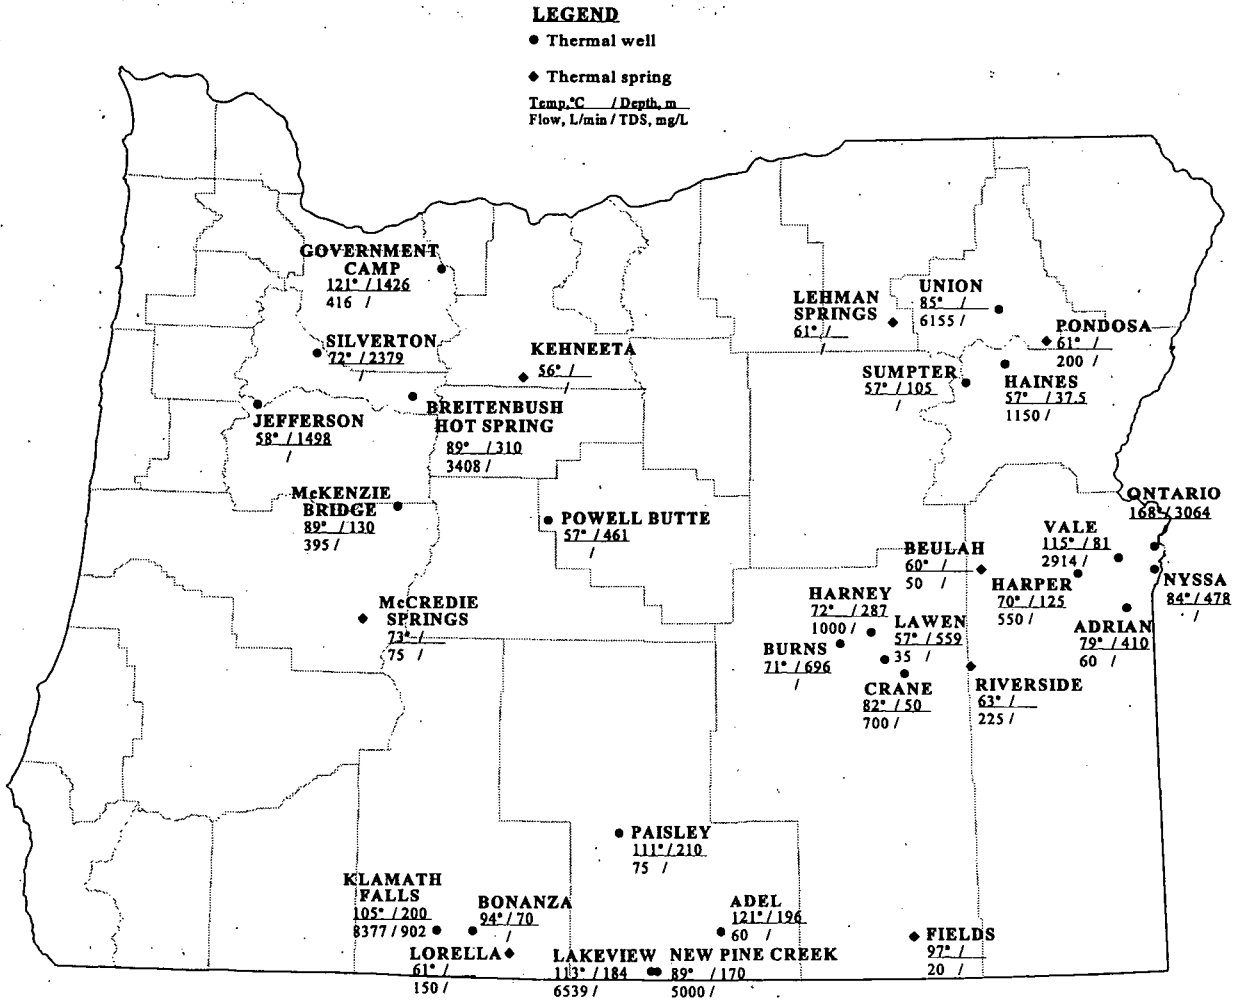 LEGEND
● Thermal well
◆ Thermal spring
Temp,°C / Depth, m
Flow, L/min / TDS, mg/L
GOVERNMENT
CAMP
121° / 1426
416 /
SILVERTON
72° / 2379
/
KEHNEETA
56° /
/
JEFFERSON
58° / 1498
/
BREITENBUSH
HOT SPRING
89° / 310
3408 /
McKENZIE
BRIDGE
89° / 130
395 /
POWELL BUTTE
57° / 461
/
McCREDIE
SPRINGS
73° /
75 /
LEHMAN
SPRINGS
61° /
/
UNION
85° /
6155 /
PONDOSA
61° /
200 /
SUMPTER
57° / 105
/
HAINES
57° / 37.5
1150 /
ONTARIO
168° / 3064
VALE
115° / 81
2914 /
BEULAH
60° /
50 /
HARPER
70° / 125
550 /
NYSSA
84° / 478
/
HARNEY
72° / 287
1000 /
LAWEN
57° / 559
35 /
ADRIAN
79° / 410
60 /
BURNS
71° / 696
/
CRANE
82° / 50
700 /
RIVERSIDE
63° /
225 /
PAISLEY
111° / 210
75 /
KLAMATH
FALLS
105° / 200
8377 / 902
BONANZA
94° / 70
/
ADEL
121° / 196
60 /
FIELDS
97° /
20 /
LORELLA
61° /
150 /
LAKEVIEW
113° / 184
6539 /
NEW PINE CREEK
89° / 170
5000 /